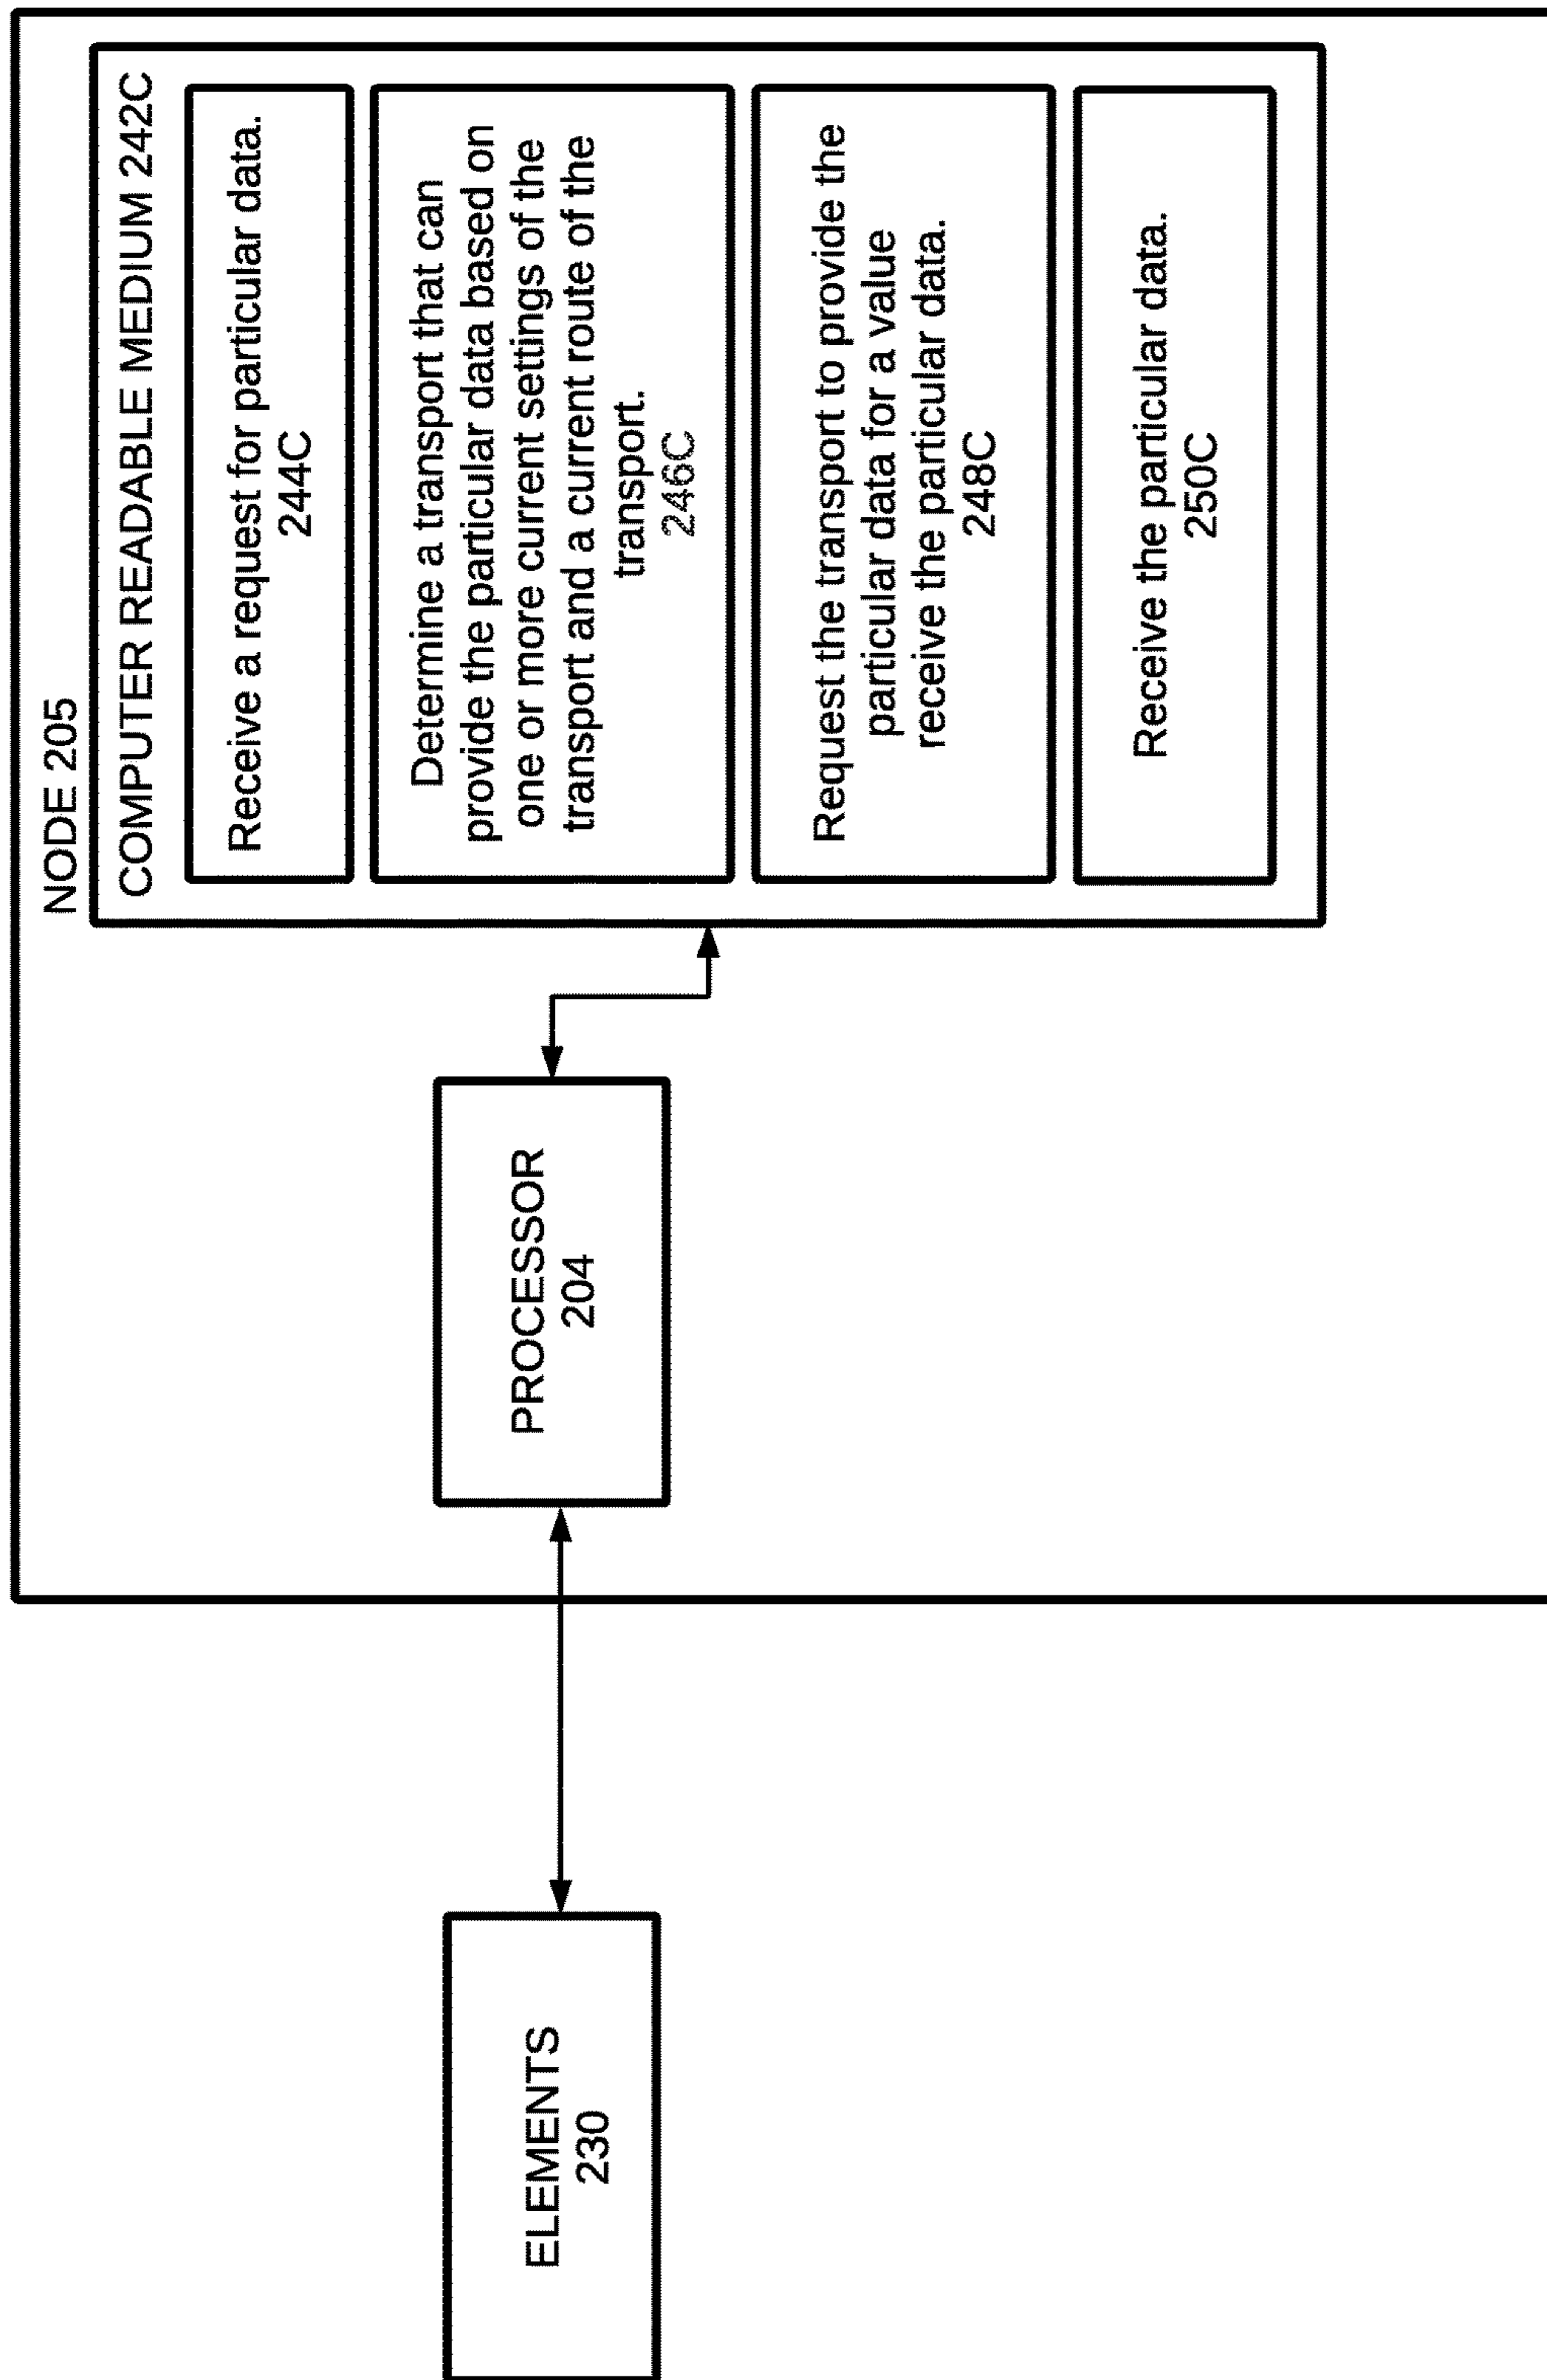 NODE 205
COMPUTER READABLE MEDIUM 242C
Receive a request for particular data.
244C
Determine a transport that can
provide the particular data based on
one or more current settings of the
transport and a current route of the
transport.
246C
Request the transport to provide the
particular data for a value
receive the particular data.
248C
Receive the particular data.
250C
PROCESSOR
204
ELEMENTS
230